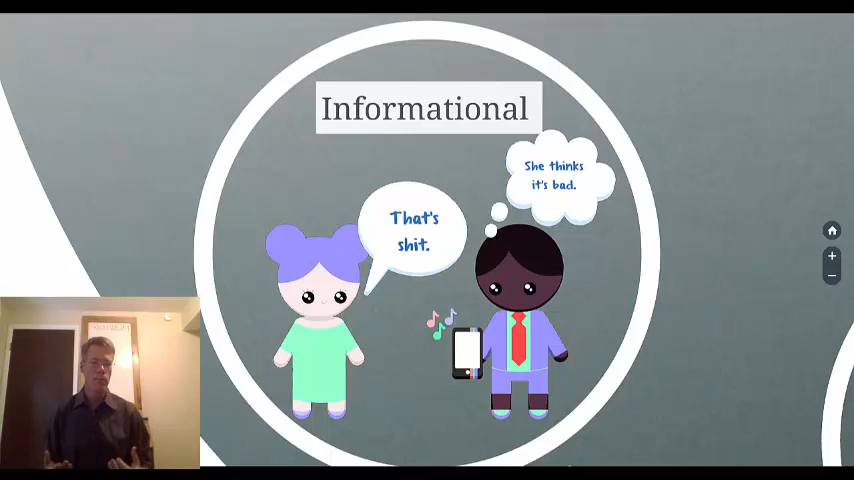 Informational
She thinks
it's bad.
That's
shit.